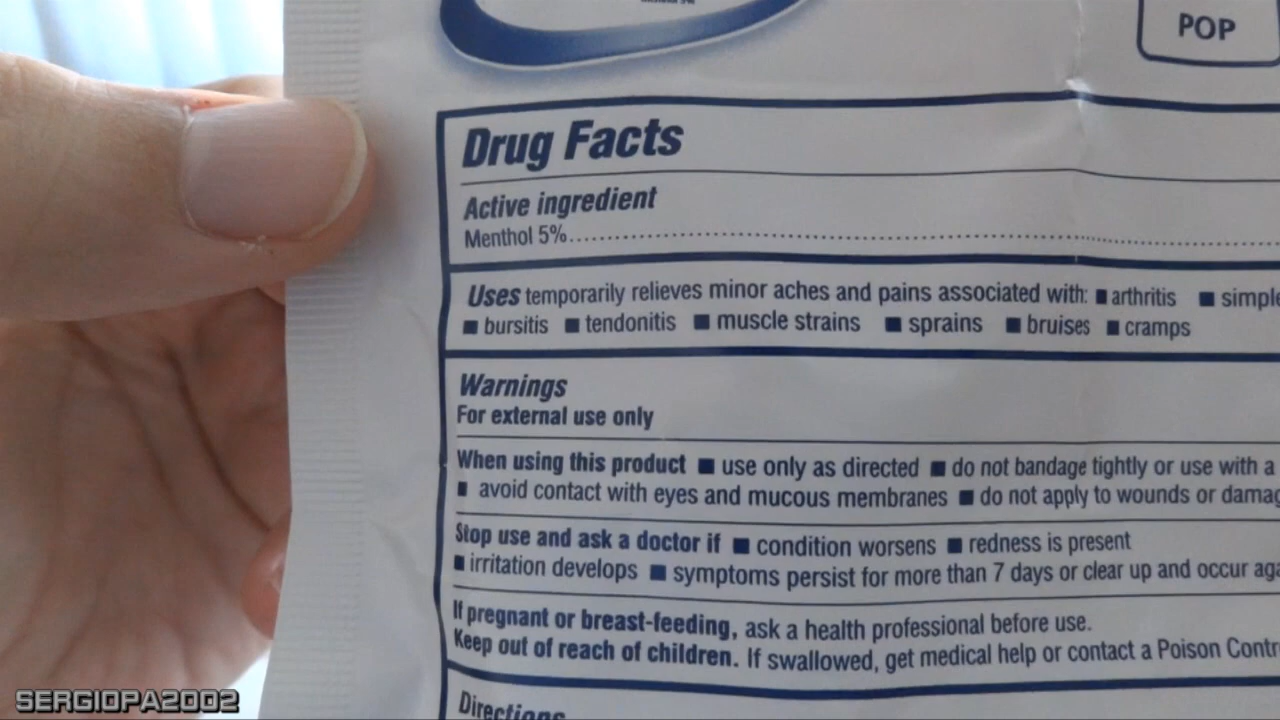 POP
Drug Facts
Active ingredient
Menthol 5%........................................................................
Uses temporarily relieves minor aches and pains associated with: ■ arthritis ■ simple
■ bursitis ■ tendonitis ■ muscle strains ■ sprains ■ bruises ■ cramps
Warnings
For external use only
When using this product ■ use only as directed ■ do not bandage tightly or use with a
■ avoid contact with eyes and mucous membranes ■ do not apply to wounds or damag
Stop use and ask a doctor if ■ condition worsens ■ redness is present
■ irritation develops ■ symptoms persist for more than 7 days or clear up and occur aga
If pregnant or breast-feeding, ask a health professional before use.
Keep out of reach of children. If swallowed, get medical help or contact a Poison Contr
Directions
SERGIOPA2002